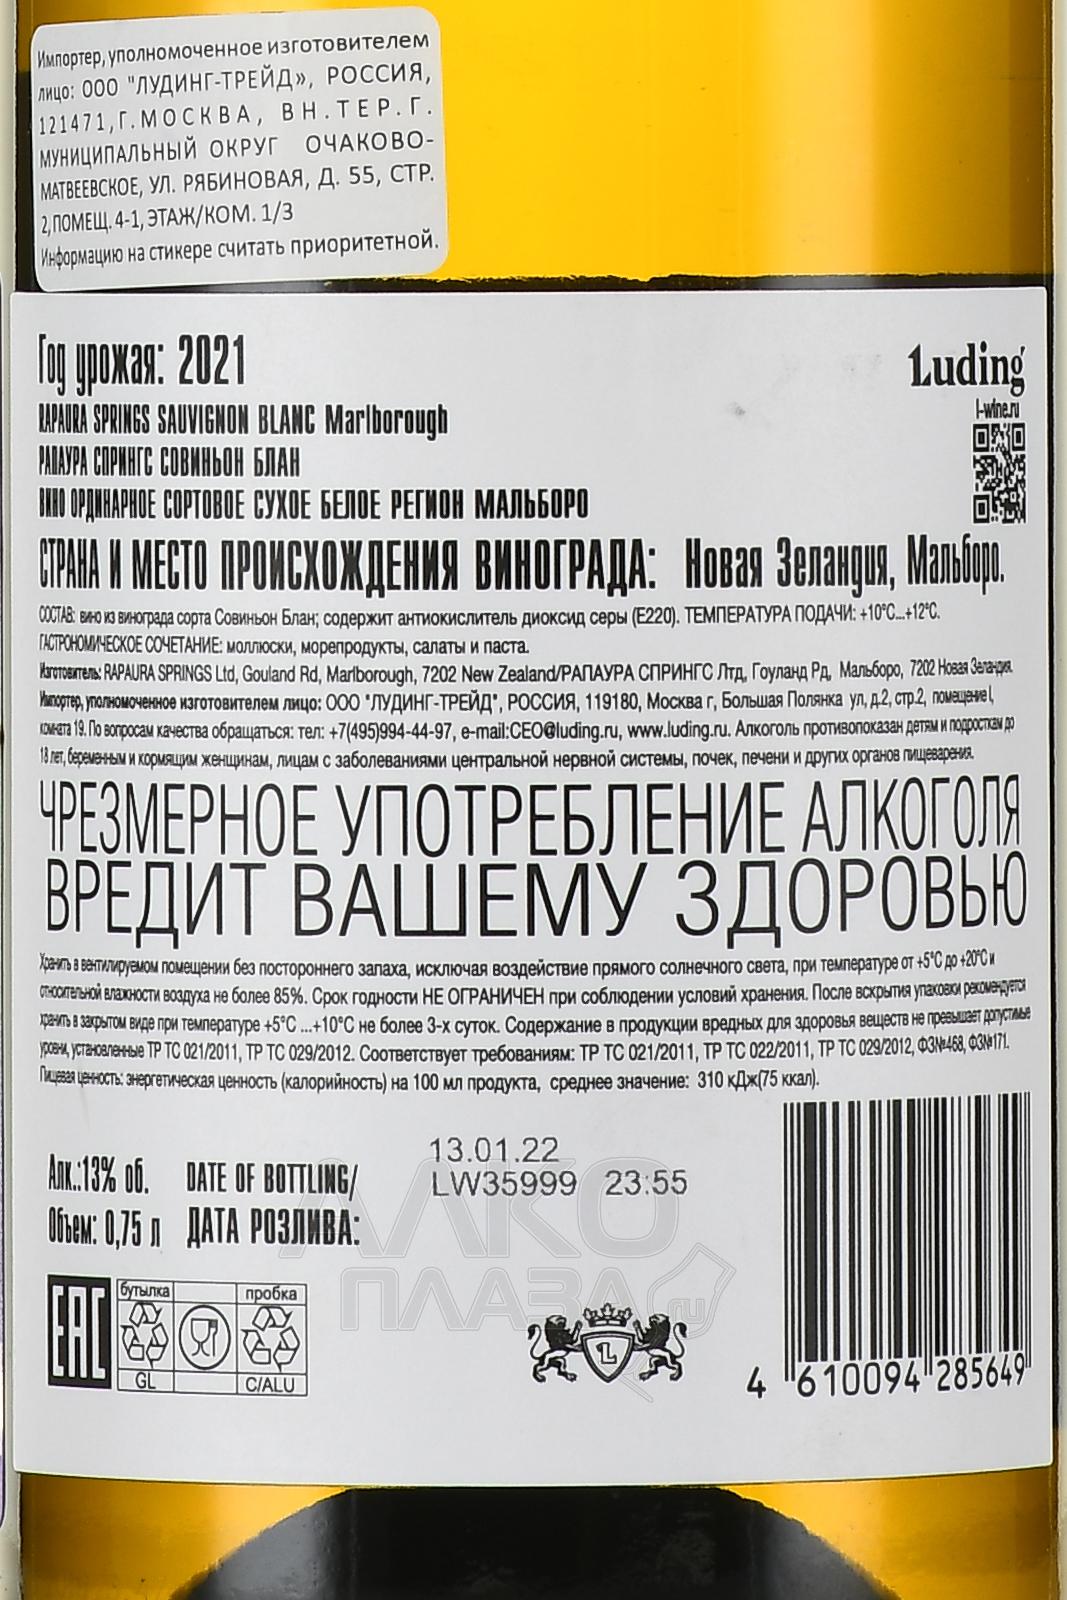 Импортер, уполномоченное изготовителем
лицо: ООО "ЛУДИНГ-ТРЕЙД», РОССИЯ,
121471, Г. МОСКВА, ВН.ТЕР.Г.
МУНИЦИПАЛЬНЫЙ ОКРУГ ОЧАКОВО-
МАТВЕЕВСКОЕ, УЛ. РЯБИНОВАЯ, Д. 55, СТР.
2,ПОМЕЩ. 4-1, ЭТАЖ/КОМ. 1/3
Информацию на стикере считать приоритетной.
Год урожая: 2021
Luding
l-wine.ru
RAPAURA SPRINGS SAUVIGNON BLANC Marlborough
РАПАУРА СПРИНГС СОВИНЬОН БЛАН
ВИНО ОРДИНАРНОЕ СОРТОВОЕ СУХОЕ БЕЛОЕ РЕГИОН МАЛЬБОРО
СТРАНА И МЕСТО ПРОИСХОЖДЕНИЯ ВИНОГРАДА: Новая Зеландия, Мальборо.
СОСТАВ: вино из винограда сорта Совиньон Блан; содержит антиокислитель диоксид серы (Е220). ТЕМПЕРАТУРА ПОДАЧИ: +10°С...+12°С.
ГАСТРОНОМИЧЕСКОЕ СОЧЕТАНИЕ: моллюски, морепродукты, салаты и паста.
Изготовитель: RAPAURA SPRINGS Ltd, Gouland Rd, Marlborough, 7202 New Zealand/РАПАУРА СПРИНГС Лтд, Гоуланд Рд, Мальборо, 7202 Новая Зеландия.
Импортер, уполномоченное изготовителем лицо: ООО "ЛУДИНГ-ТРЕЙД", РОССИЯ, 119180, Москва г, Большая Полянка ул, д.2, стр.2, помещение I,
комната 19. По вопросам качества обращаться: тел: +7(495)994-44-97, e-mail:CEO@luding.ru, www.luding.ru. Алкоголь противопоказан детям и подросткам до
18 лет, беременным и кормящим женщинам, лицам с заболеваниями центральной нервной системы, почек, печени и других органов пищеварения.
ЧРЕЗМЕРНОЕ УПОТРЕБЛЕНИЕ АЛКОГОЛЯ
ВРЕДИТ ВАШЕМУ ЗДОРОВЬЮ
Хранить в вентилируемом помещении без постороннего запаха, исключая воздействие прямого солнечного света, при температуре от +5°С до +20°С и
относительной влажности воздуха не более 85%. Срок годности НЕ ОГРАНИЧЕН при соблюдении условий хранения. После вскрытия упаковки рекомендуется
хранить в закрытом виде при температуре +5°С ...+10°С не более 3-х суток. Содержание в продукции вредных для здоровья веществ не превышает допустимые
уровни, установленные ТР ТС 021/2011, ТР ТС 029/2012. Соответствует требованиям: ТР ТС 021/2011, ТР ТС 022/2011, ТР ТС 029/2012, ФЗ№468, ФЗ№171.
Пищевая ценность: энергетическая ценность (калорийность) на 100 мл продукта, среднее значение: 310 кДж(75 ккал).
Алк.:13% об.
Объем: 0,75 л
DATE OF BOTTLING/
ДАТА РОЗЛИВА:
13.01.22
LW35999 23:55
АЛКО
ПЛАЗА
.ru
EAC
бутылка
пробка
GL
C/ALU
L
4 610094 285649